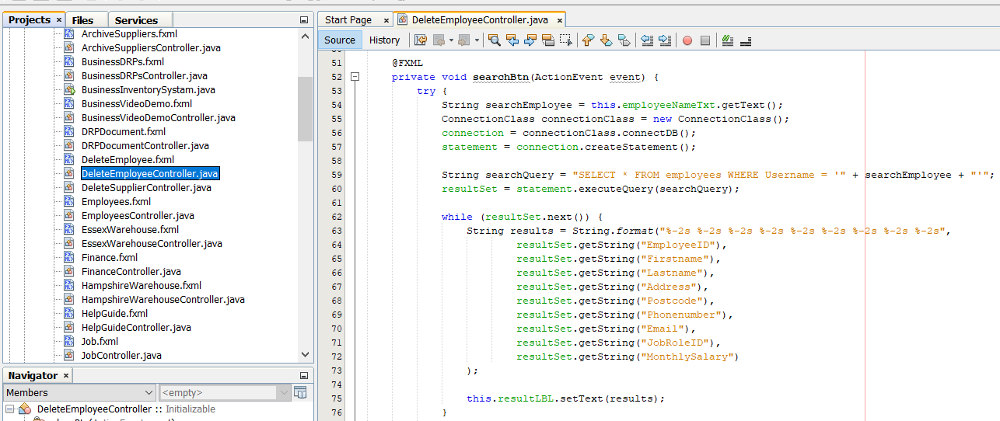 Projects × Files Services
ArchiveSuppliers.fxml
ArchiveSuppliersController.java
BusinessDRPs.fxml
BusinessDRPsController.java
BusinessInventorySystam.java
BusinessVideoDemo.fxml
BusinessVideoDemoController.java
DRPDocument.fxml
DRPDocumentController.java
DeleteEmployee.fxml
DeleteEmployeeController.java
DeleteSupplierController.java
Employees.fxml
EmployeesController.java
EssexWarehouse.fxml
EssexWarehouseController.java
Finance.fxml
FinanceController.java
HampshireWarehouse.fxml
HampshireWarehouseController.java
HelpGuide.fxml
HelpGuideController.java
Job.fxml
JobController.java
Navigator ×
Members <empty>
DeleteEmployeeController :: Initializable
Start Page × DeleteEmployeeController.java ×
Source History
51 @FXML
52 private void searchBtn(ActionEvent event) {
53 try {
54 String searchEmployee = this.employeeNameTxt.getText();
55 ConnectionClass connectionClass = new ConnectionClass();
56 connection = connectionClass.connectDB();
57 statement = connection.createStatement();
58
59 String searchQuery = "SELECT * FROM employees WHERE Username = '" + searchEmployee + "'";
60 resultSet = statement.executeQuery(searchQuery);
61
62 while (resultSet.next()) {
63 String results = String.format("%-2s %-2s %-2s %-2s %-2s %-2s %-2s %-2s %-2s",
64 resultSet.getString("EmployeeID"),
65 resultSet.getString("Firstname"),
66 resultSet.getString("Lastname"),
67 resultSet.getString("Address"),
68 resultSet.getString("Postcode"),
69 resultSet.getString("Phonenumber"),
70 resultSet.getString("Email"),
71 resultSet.getString("JobRoleID"),
72 resultSet.getString("MonthlySalary")
73 );
74
75 this.resultLBL.setText(results);
76 }